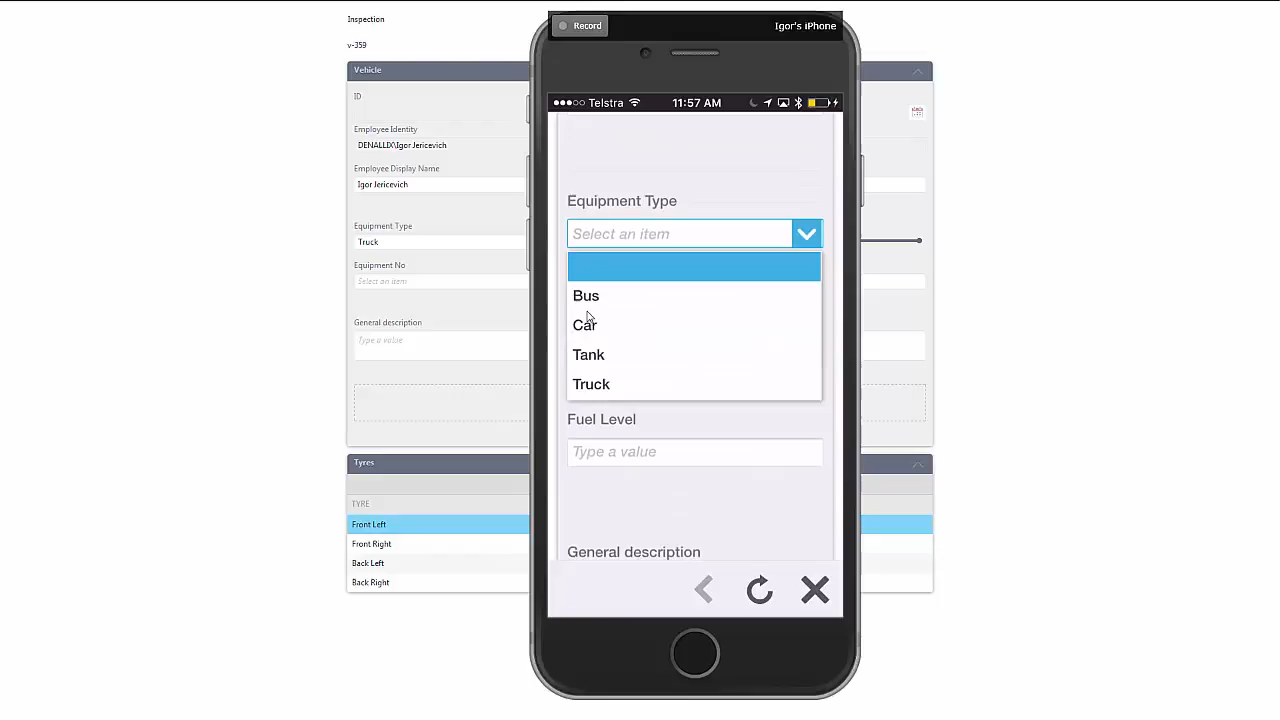 Inspection
v-359
Vehicle
ID
Employee Identity
DENALLIX\Igor Jericevich
Employee Display Name
Igor Jericevich
Equipment Type
Truck
Equipment No
Select an item
General description
Type a value
Tyres
TYRE
Front Left
Front Right
Back Left
Back Right
Record
Igor's iPhone
Telstra
11:57 AM
Equipment Type
Select an item
Bus
Car
Tank
Truck
Fuel Level
Type a value
General description